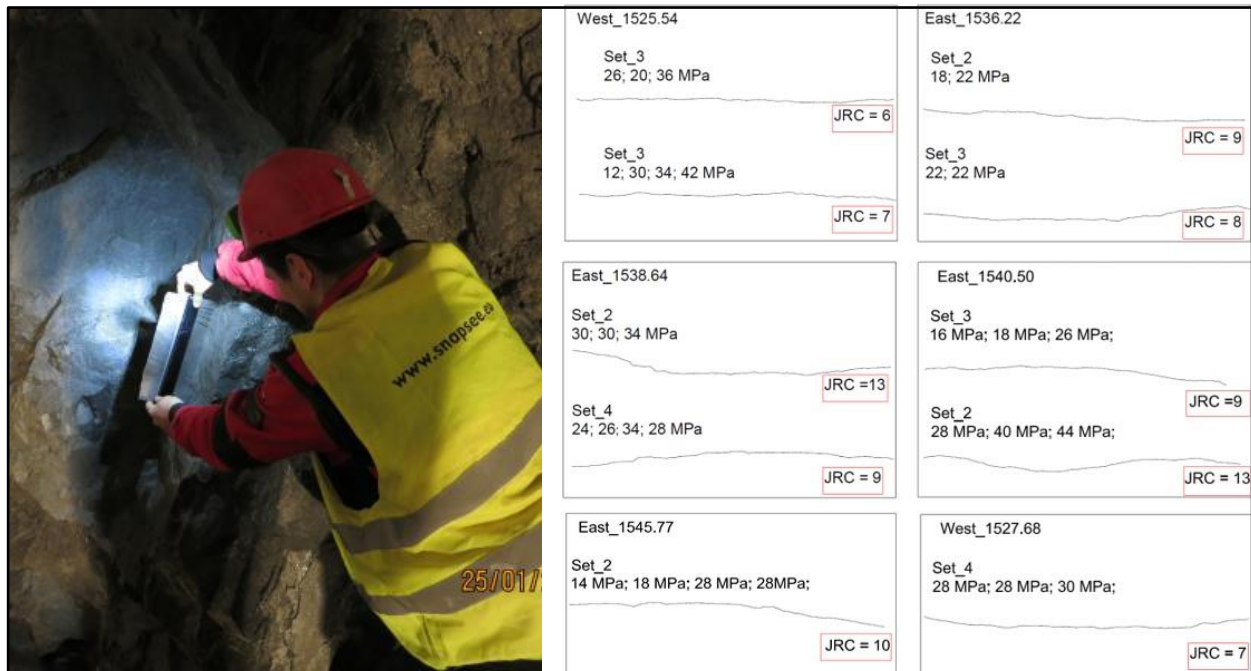 www.snapsee.e
25/01/
West_1525.54
Set_3
26; 20; 36 MPa
JRC = 6
Set_3
12; 30; 34; 42 MPa
JRC = 7
East_1536.22
Set_2
18; 22 MPa
JRC = 9
Set_3
22; 22 MPa
JRC = 8
East_1538.64
Set_2
30; 30; 34 MPa
JRC =13
Set_4
24; 26; 34; 28 MPa
JRC = 9
East_1540.50
Set_3
16 MPa; 18 MPa; 26 MPa;
JRC =9
Set_2
28 MPa; 40 MPa; 44 MPa;
JRC = 13
East_1545.77
Set_2
14 MPa; 18 MPa; 28 MPa; 28MPa;
JRC = 10
West_1527.68
Set_4
28 MPa; 28 MPa; 30 MPa;
JRC = 7